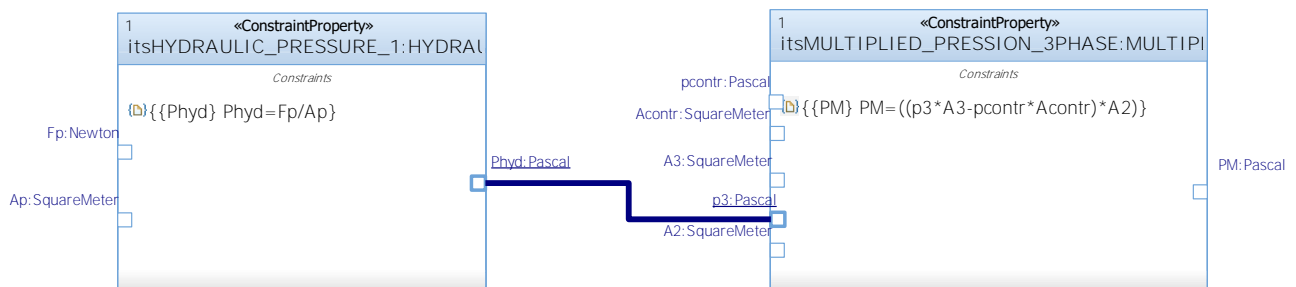 1
«ConstraintProperty»
itsHYDRAULIC_PRESSURE_1:HYDRAU
Constraints
{{Phyd} Phyd=Fp/Ap}
Fp:Newton
Ap:SquareMeter
Phyd:Pascal
1
«ConstraintProperty»
itsMULTIPLIED_PRESSION_3PHASE:MULTIPI
Constraints
{{PM} PM=((p3*A3-pcontr*Acontr)*A2)}
pcontr:Pascal
Acontr:SquareMeter
A3:SquareMeter
p3:Pascal
A2:SquareMeter
PM:Pascal